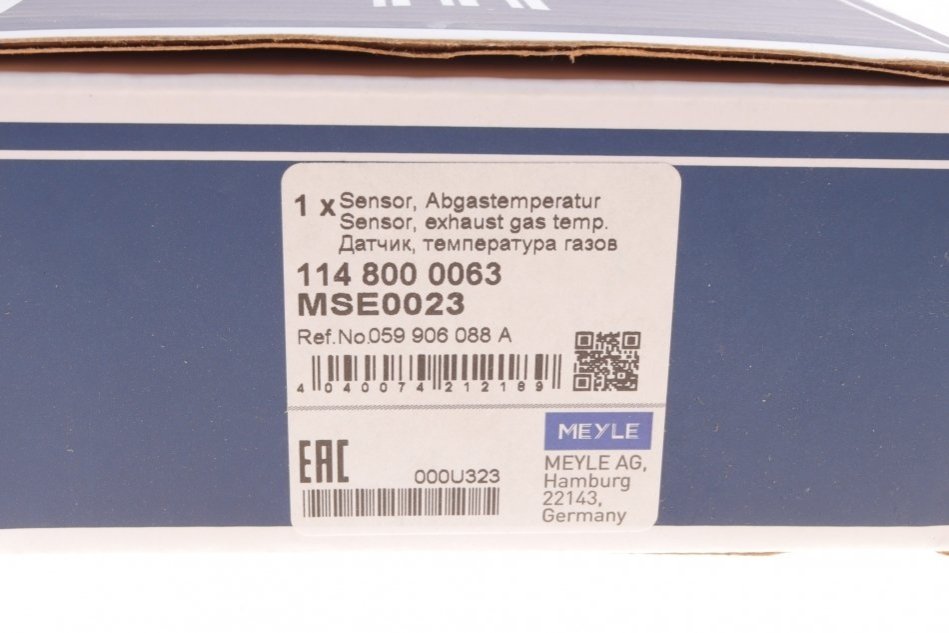 1 x Sensor, Abgastemperatur
Sensor, exhaust gas temp.
Датчик, температура газов
114 800 0063
MSE0023
Ref.No.059 906 088 A
4 040074 212189
EAC
000U323
MEYLE
MEYLE AG,
Hamburg
22143,
Germany